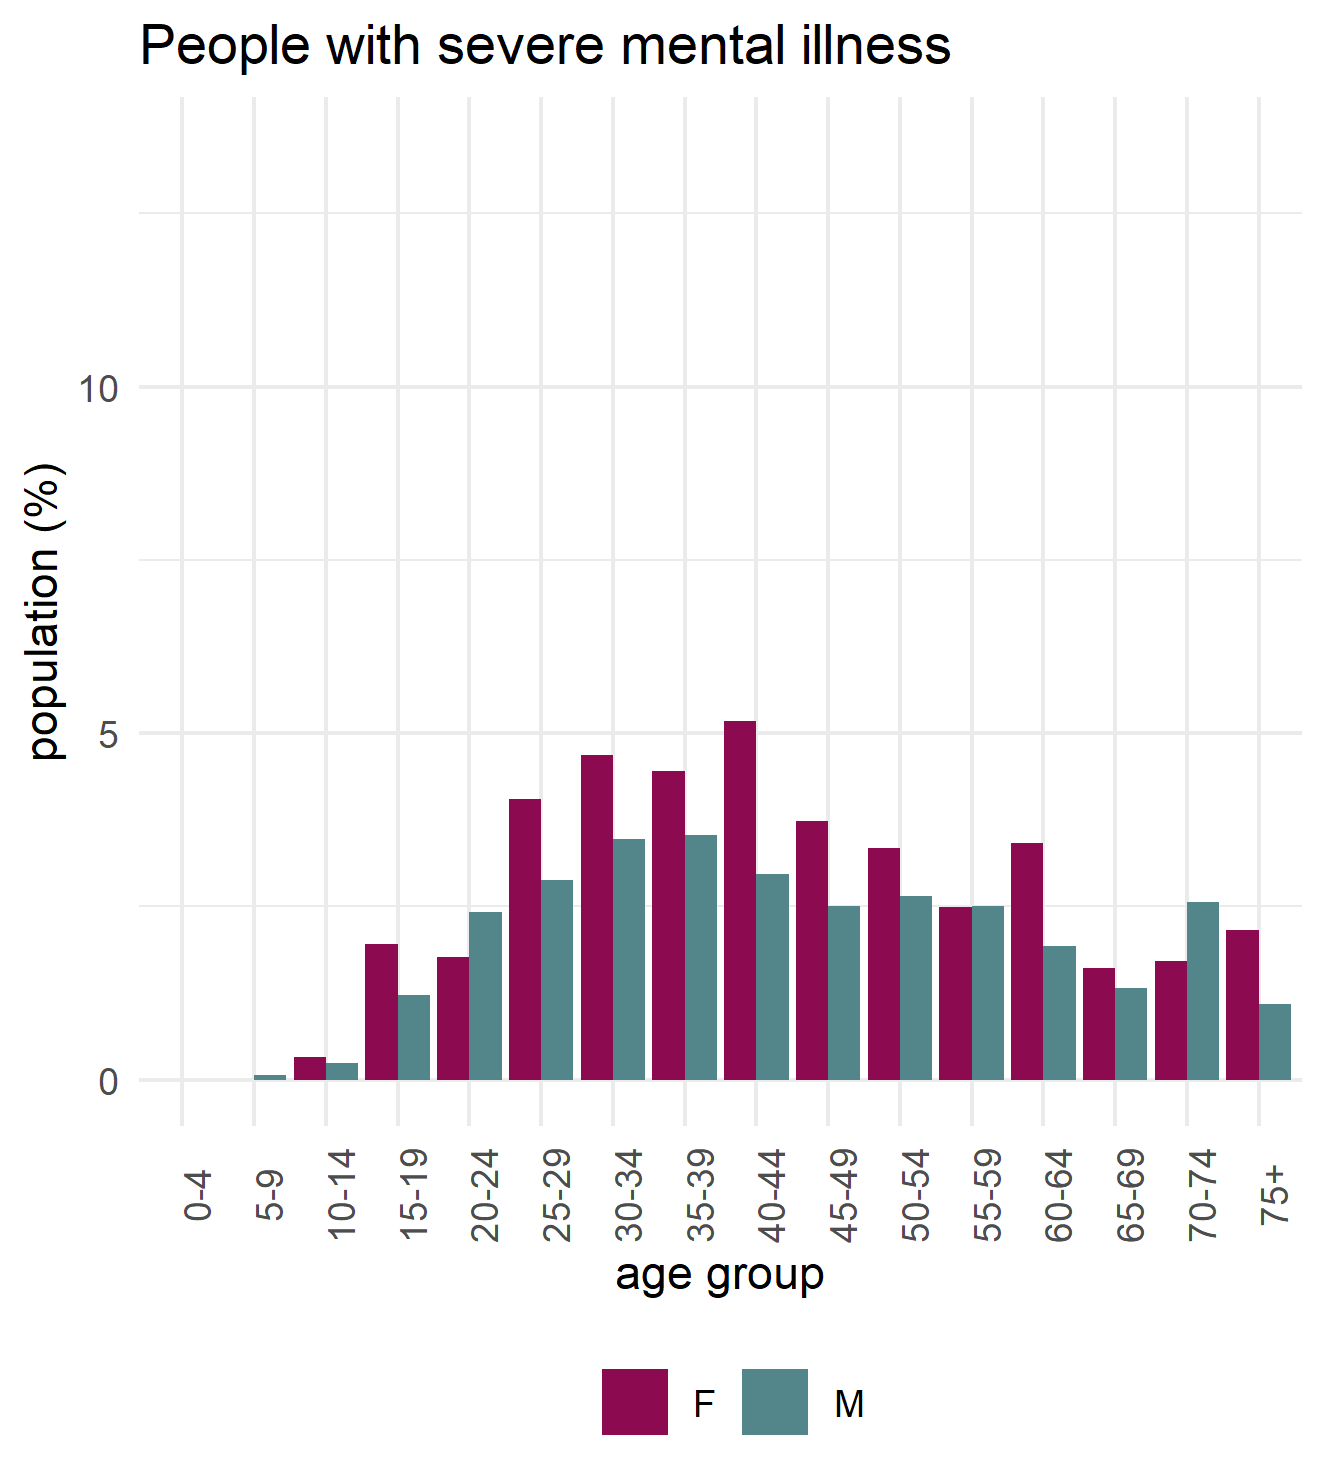 People with severe mental illness
population (%)
10
5
0
0-4 5-9 10-14 15-19 20-24 25-29 30-34 35-39 40-44 45-49 50-54 55-59 60-64 65-69 70-74 75+
age group
F M